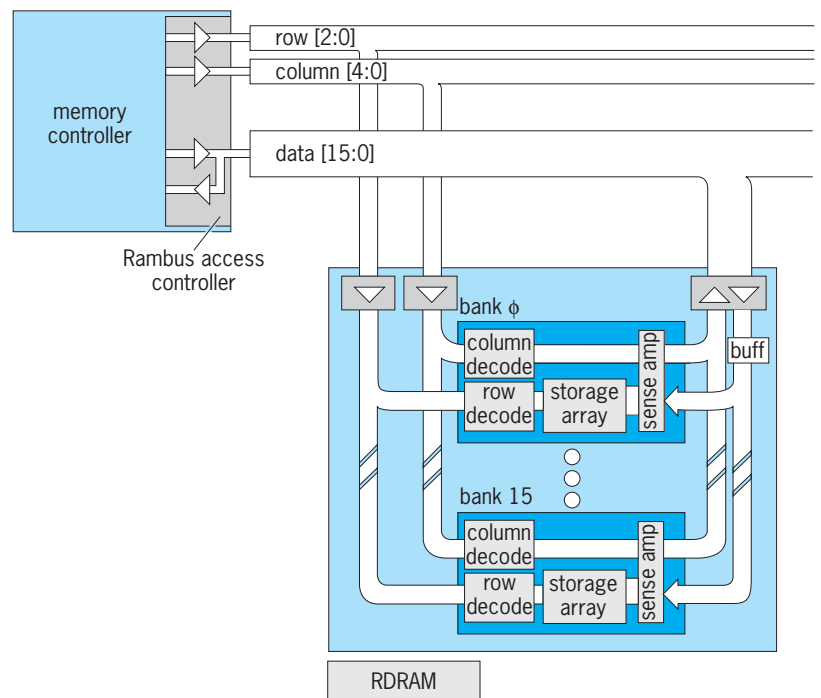 row [2:0]
column [4:0]
memory
controller
data [15:0]
Rambus access
controller
bank ϕ
column
decode
sense amp
buff
row
decode
storage
array
bank 15
column
decode
sense amp
row
decode
storage
array
RDRAM